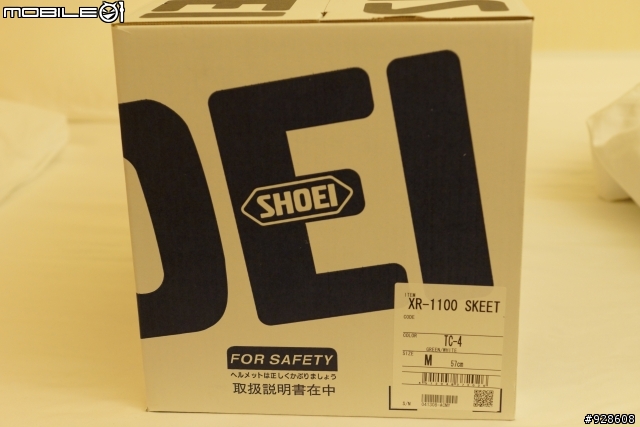 MOBILE01
SHOEI
OEI
SHOEI
ITEM
XR-1100 SKEET
CODE
COLOR
TC-4
GREEN/WHITE
SIZE
M 57cm
S/N
FOR SAFETY
ヘルメットは正しくかぶりましょう
取扱説明書在中
#928608